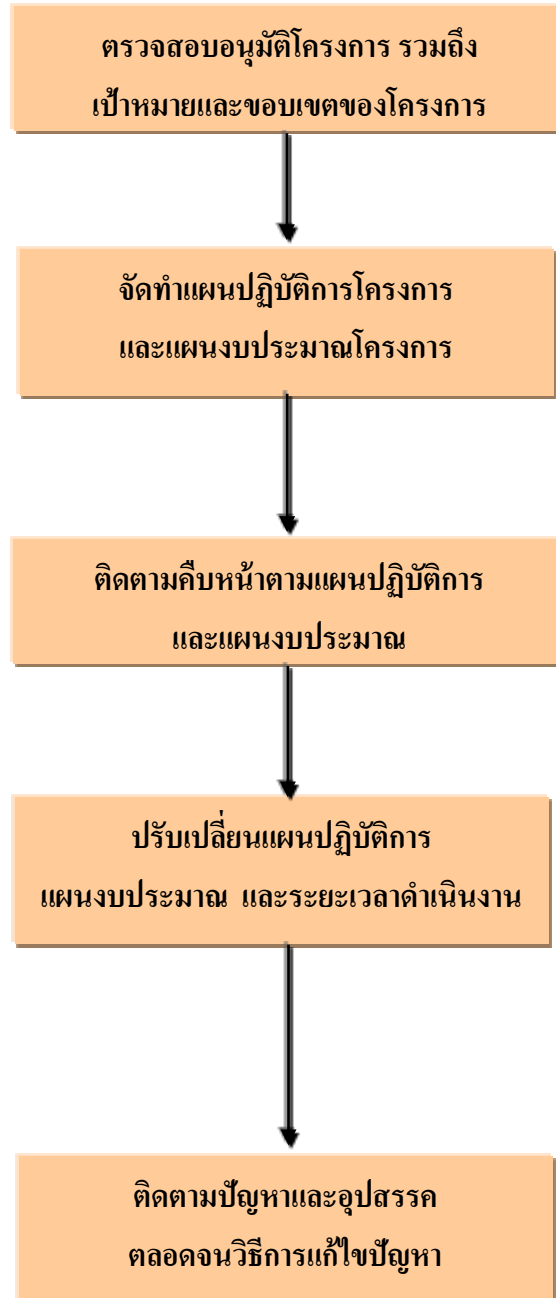 ตรวจสอบอนุมัติโครงการ รวมถึง
เป้าหมายและขอบเขตของโครงการ
จัดทำแผนปฏิบัติการโครงการ
และแผนงบประมาณโครงการ
ติดตามคืบหน้าตามแผนปฏิบัติการ
และแผนงบประมาณ
ปรับเปลี่ยนแผนปฏิบัติการ
แผนงบประมาณ และระยะเวลาดำเนินงาน
ติดตามปัญหาและอุปสรรค
ตลอดจนวิธีการแก้ไขปัญหา